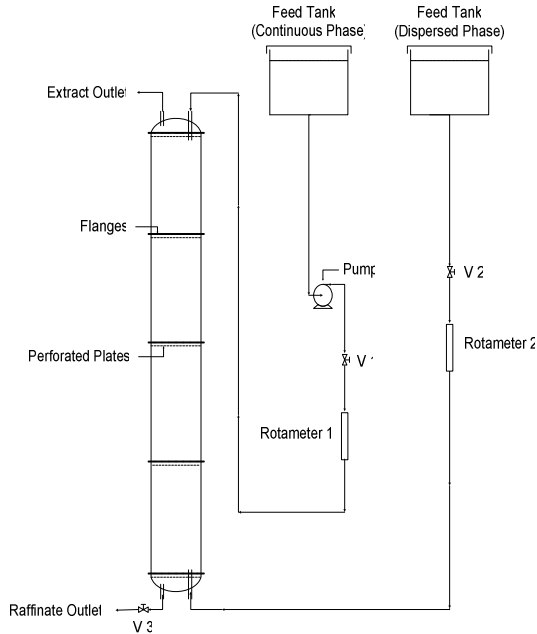 Feed Tank
(Continuous Phase)
Feed Tank
(Dispersed Phase)
Extract Outlet
Flanges
Pump
V 2
Rotameter 2
Perforated Plates
V
Rotameter 1
Raffinate Outlet
V 3